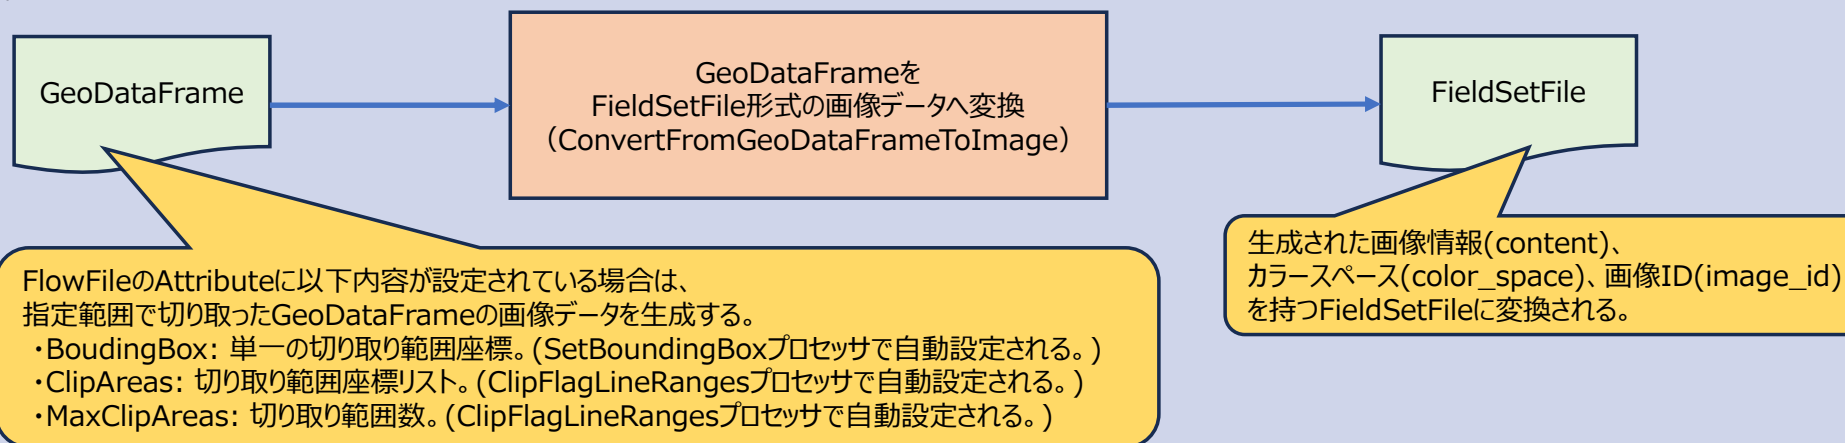 GeoDataFrame
GeoDataFrameを
FieldSetFile形式の画像データへ変換
（ConvertFromGeoDataFrameToImage）
FieldSetFile
FlowFileのAttributeに以下内容が設定されている場合は、
指定範囲で切り取ったGeoDataFrameの画像データを生成する。
・BoudingBox: 単一の切り取り範囲座標。(SetBoundingBoxプロセッサで自動設定される。)
・ClipAreas: 切り取り範囲座標リスト。(ClipFlagLineRangesプロセッサで自動設定される。)
・MaxClipAreas: 切り取り範囲数。(ClipFlagLineRangesプロセッサで自動設定される。)
生成された画像情報(content)、
カラースペース(color_space)、画像ID(image_id)
を持つFieldSetFileに変換される。